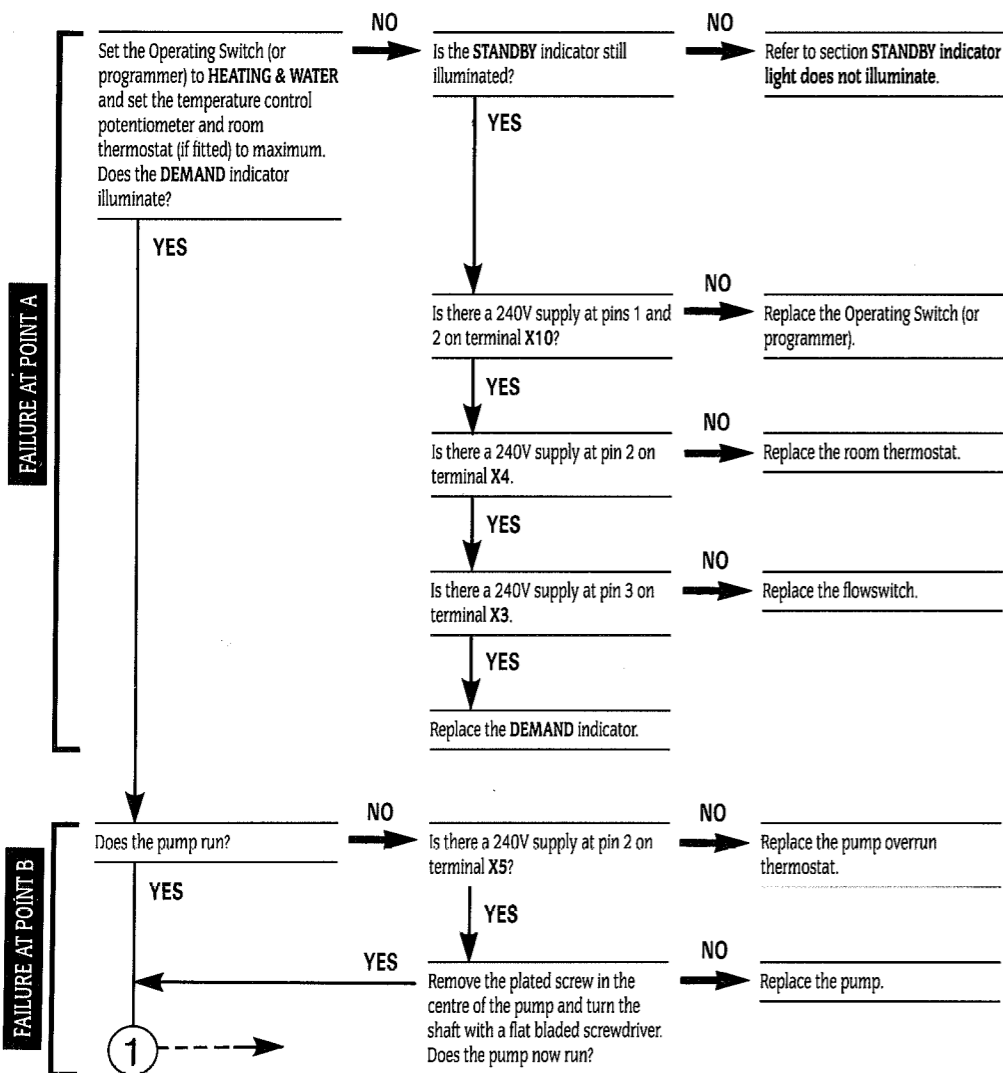 FAILURE AT POINT A
Set the Operating Switch (or
programmer) to HEATING & WATER
and set the temperature control
potentiometer and room
thermostat (if fitted) to maximum.
Does the DEMAND indicator
illuminate?
NO
Is the STANDBY indicator still
illuminated?
NO
Refer to section STANDBY indicator
light does not illuminate.
YES
YES
Is there a 240V supply at pins 1 and
2 on terminal X10?
NO
Replace the Operating Switch (or
programmer).
YES
Is there a 240V supply at pin 2 on
terminal X4.
NO
Replace the room thermostat.
YES
Is there a 240V supply at pin 3 on
terminal X3.
NO
Replace the flowswitch.
YES
Replace the DEMAND indicator.
FAILURE AT POINT B
Does the pump run?
NO
Is there a 240V supply at pin 2 on
terminal X5?
NO
Replace the pump overrun
thermostat.
YES
YES
YES
Remove the plated screw in the
centre of the pump and turn the
shaft with a flat bladed screwdriver.
Does the pump now run?
NO
Replace the pump.
1